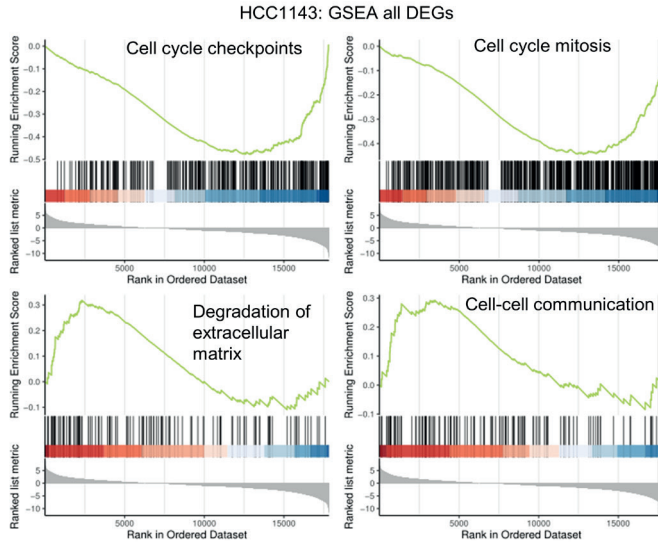 HCC1143: GSEA all DEGs
Cell cycle checkpoints
Running Enrichment Score
0.0
−0.1
−0.2
−0.3
−0.4
−0.5
Ranked list metric
5
0
−5
−10
5000 10000 15000
Rank in Ordered Dataset
Cell cycle mitosis
Running Enrichment Score
0.0
−0.1
−0.2
−0.3
−0.4
Ranked list metric
5
0
−5
−10
5000 10000 15000
Rank in Ordered Dataset
Degradation of
extracellular
matrix
Running Enrichment Score
0.3
0.2
0.1
0.0
−0.1
Ranked list metric
5
0
−5
−10
5000 10000 15000
Rank in Ordered Dataset
Cell-cell communication
Running Enrichment Score
0.3
0.2
0.1
0.0
−0.1
Ranked list metric
5
0
−5
−10
5000 10000 15000
Rank in Ordered Dataset